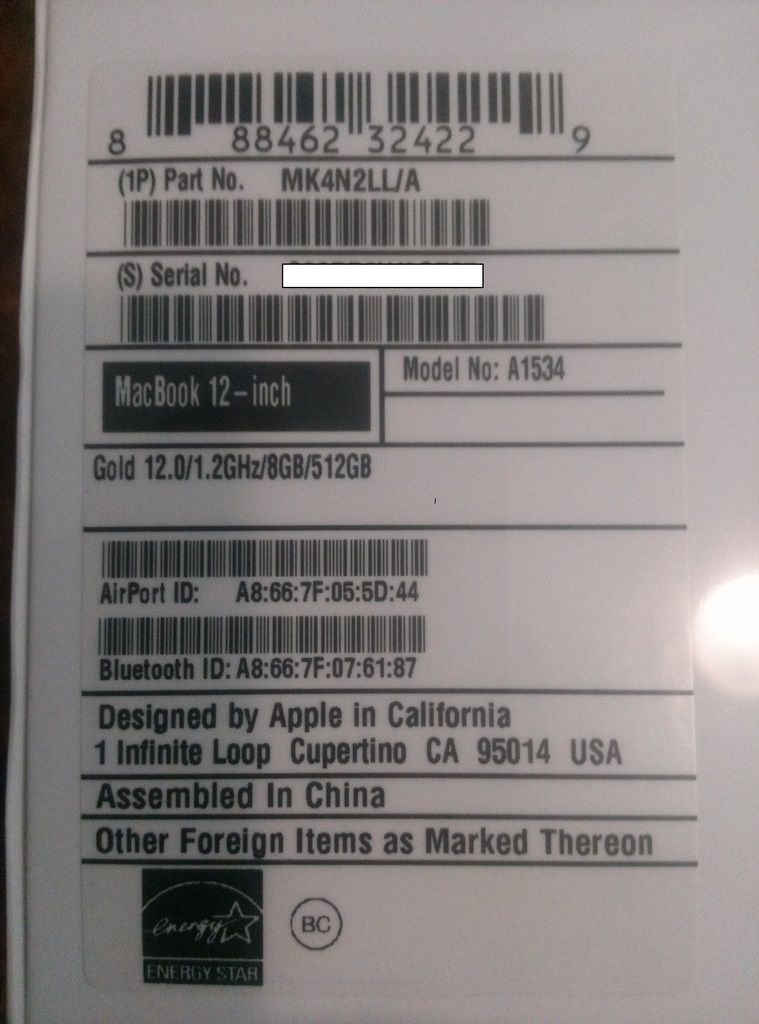 8 88462 32422 9
(1P) Part No. MK4N2LL/A
(S) Serial No.
MacBook 12-inch
Model No: A1534
Gold 12.0/1.2GHz/8GB/512GB
AirPort ID: A8:66:7F:05:5D:44
Bluetooth ID: A8:66:7F:07:61:87
Designed by Apple in California
1 Infinite Loop Cupertino CA 95014 USA
Assembled In China
Other Foreign Items as Marked Thereon
energy
ENERGY STAR
BC